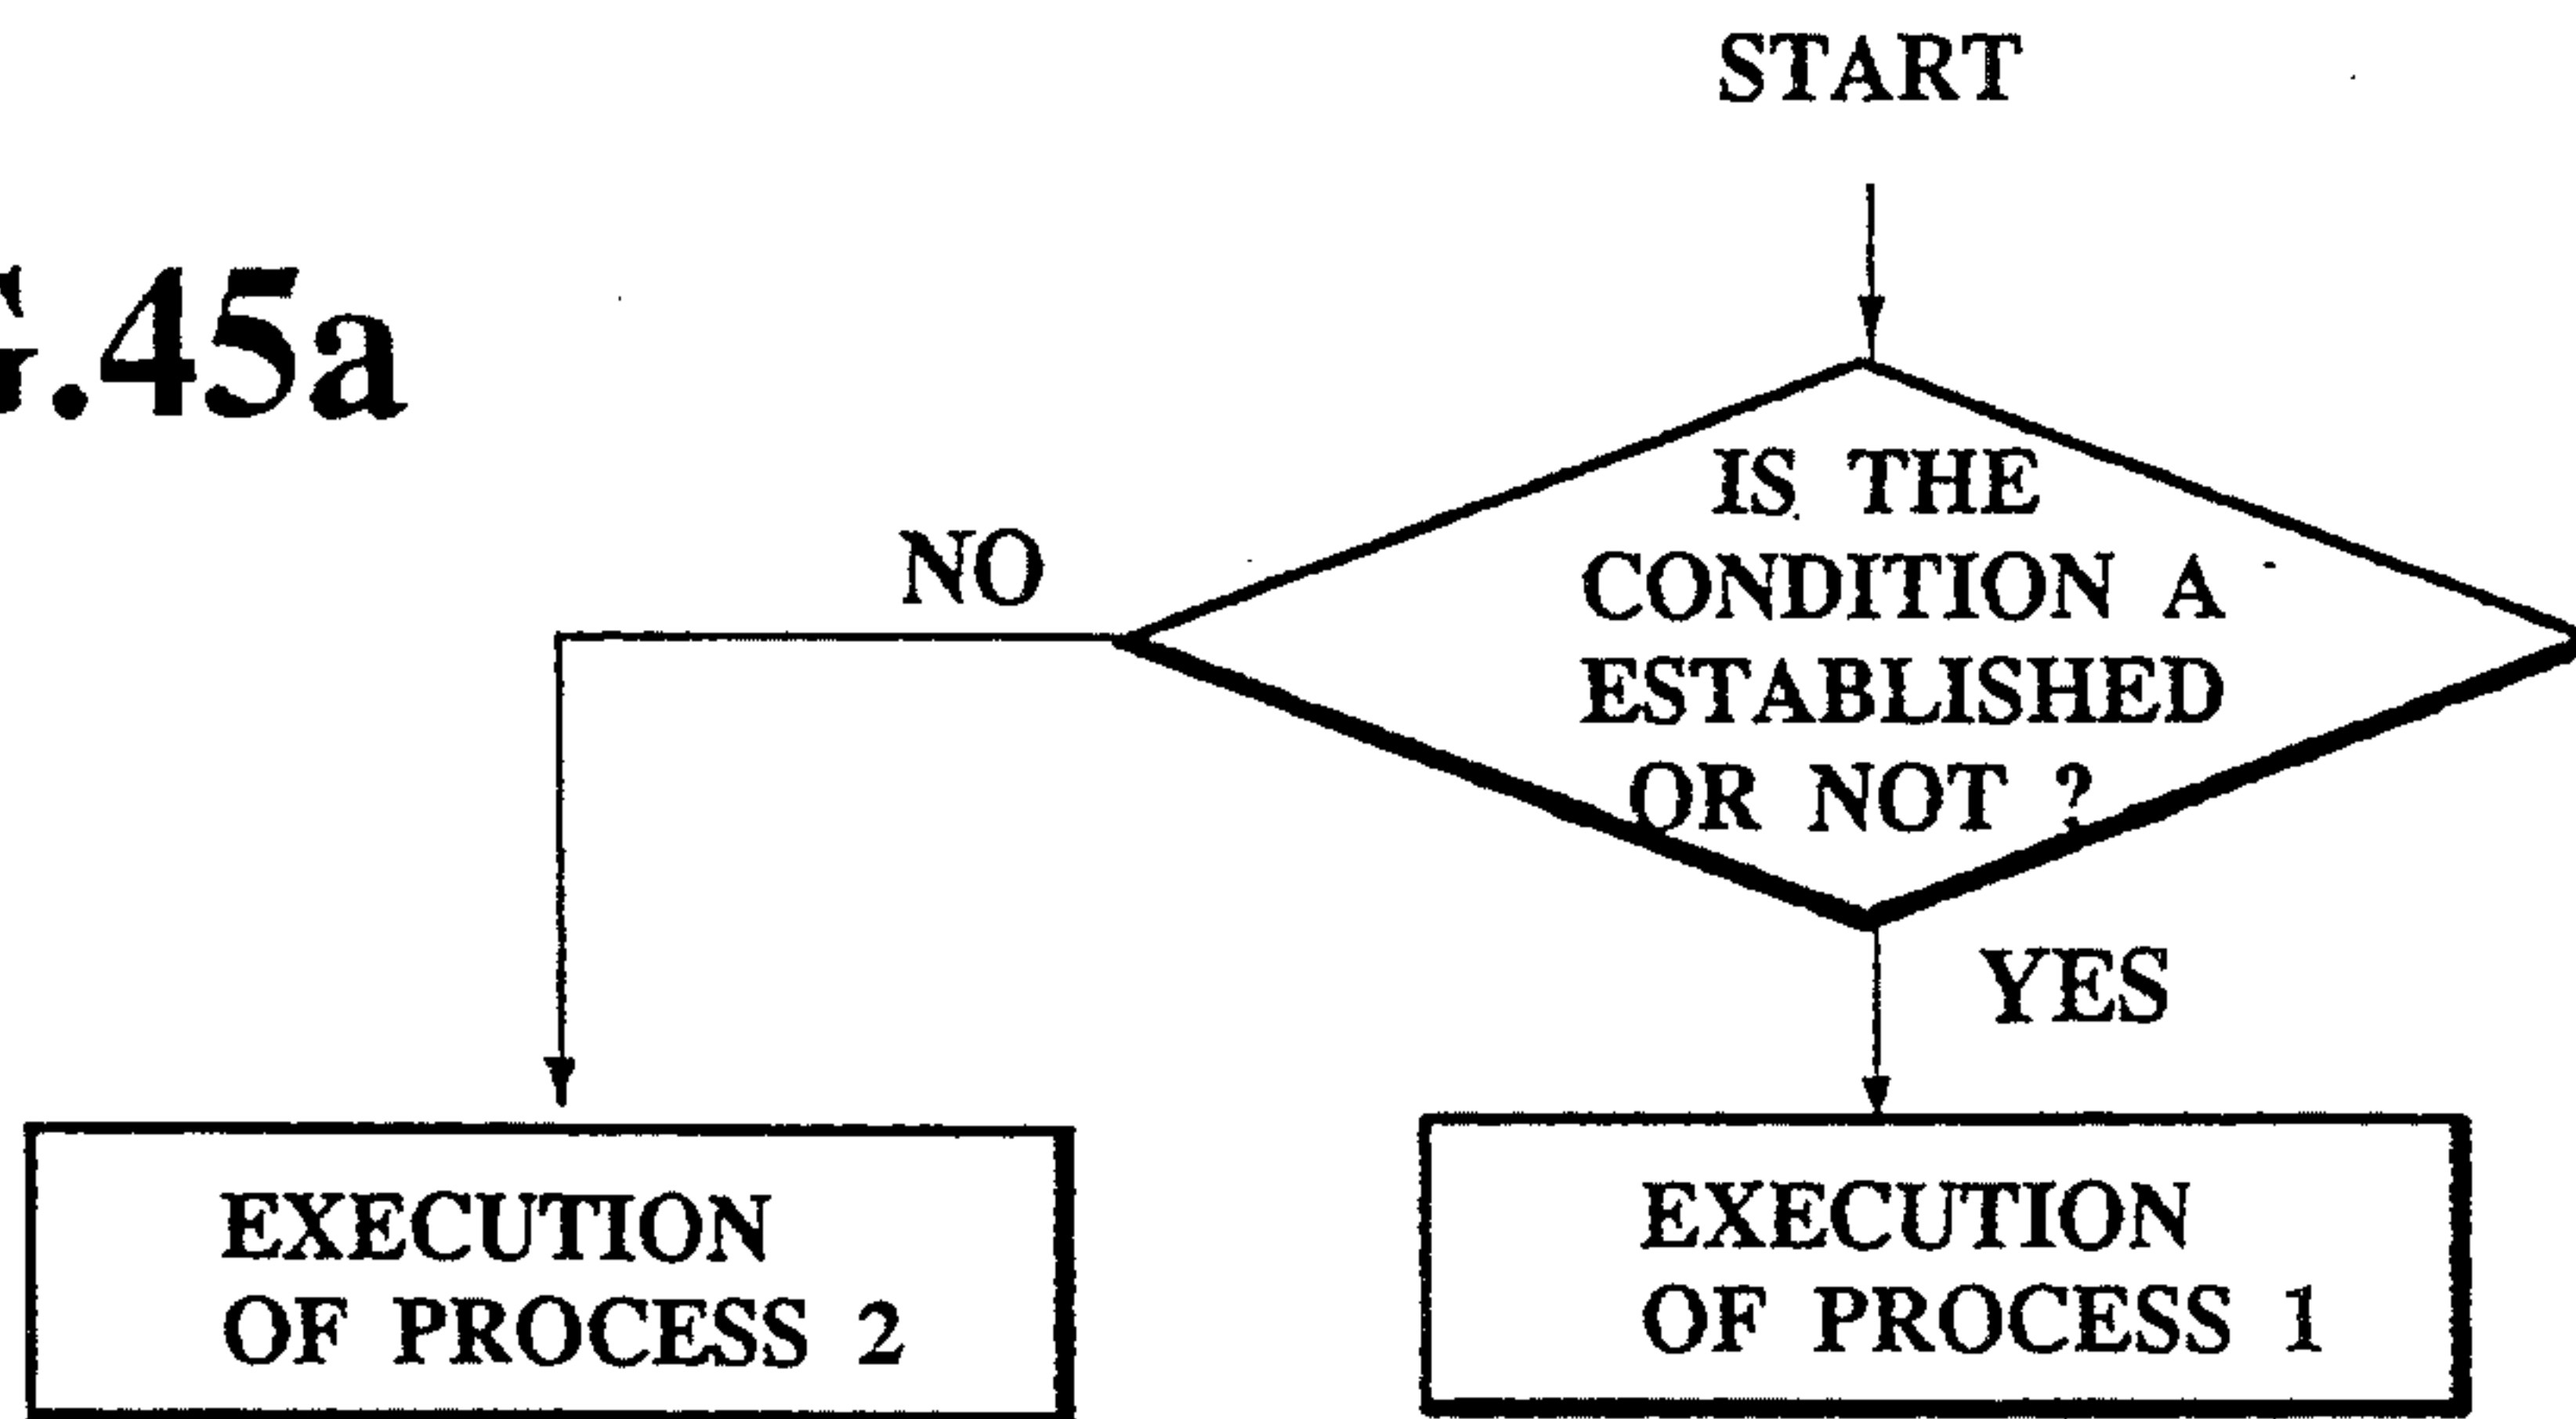 START
G.45a
IS THE
CONDITION A
ESTABLISHED
OR NOT ?
NO
YES
EXECUTION
OF PROCESS 2
EXECUTION
OF PROCESS 1